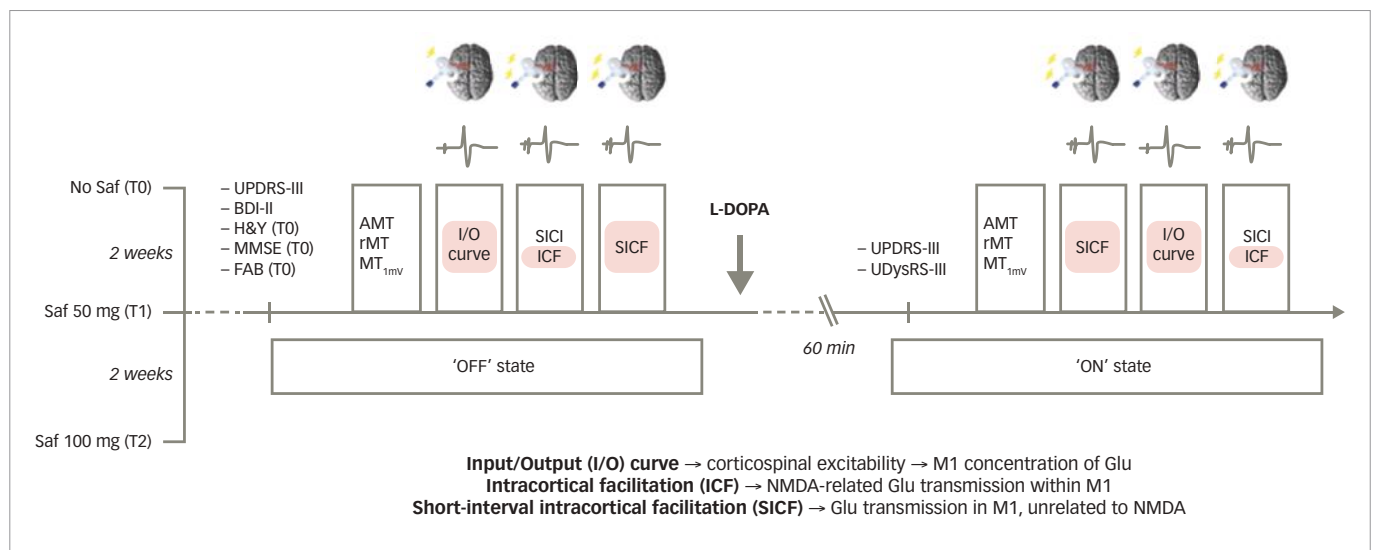 No Saf (T0)
2 weeks
Saf 50 mg (T1)
2 weeks
Saf 100 mg (T2)
– UPDRS-III
– BDI-II
– H&Y (T0)
– MMSE (T0)
– FAB (T0)
AMT
rMT
MT1mV
I/O
curve
SICI
ICF
SICF
L-DOPA
60 min
– UPDRS-III
– UDysRS-III
AMT
rMT
MT1mV
SICF
I/O
curve
SICI
ICF
'OFF' state
'ON' state
Input/Output (I/O) curve → corticospinal excitability → M1 concentration of Glu
Intracortical facilitation (ICF) → NMDA-related Glu transmission within M1
Short-interval intracortical facilitation (SICF) → Glu transmission in M1, unrelated to NMDA